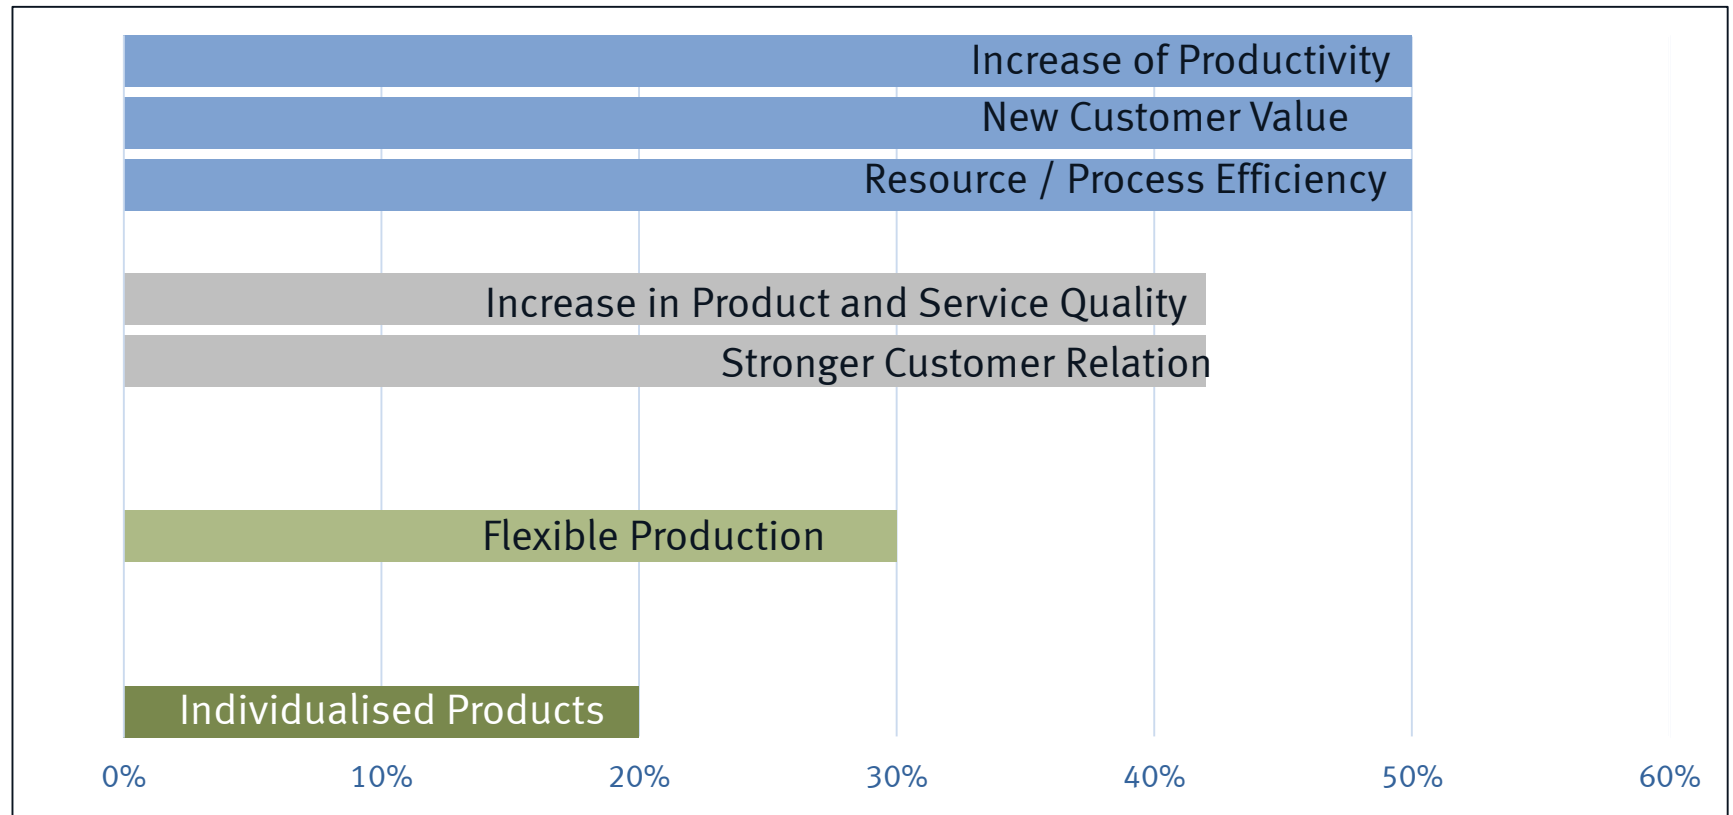 Increase of Productivity
New Customer Value
Resource / Process Efficiency
Increase in Product and Service Quality
Stronger Customer Relation
Flexible Production
Individualised Products
0% 10% 20% 30% 40% 50% 60%